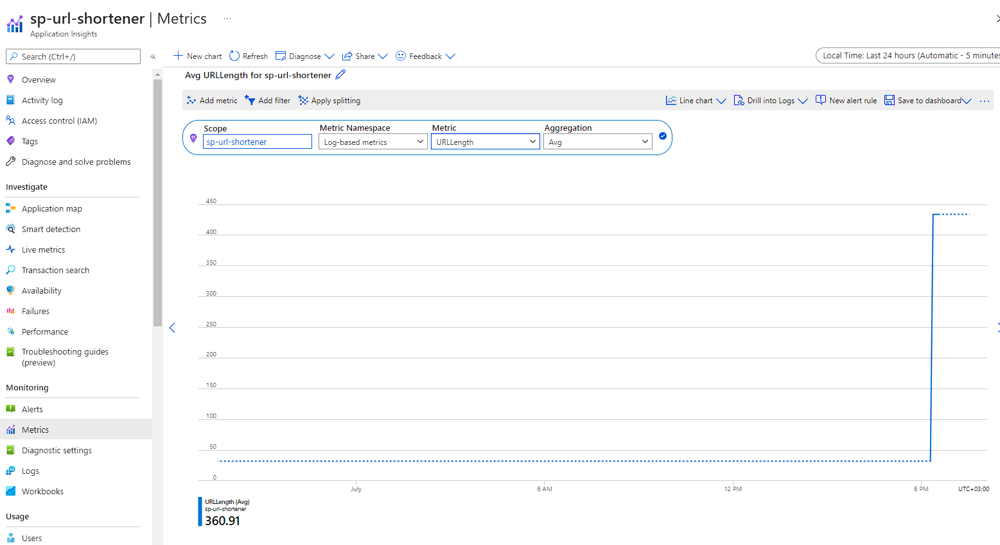 sp-url-shortener | Metrics ...
Application Insights
Search (Ctrl+/)
«
New chart Refresh Diagnose Share Feedback
Local Time: Last 24 hours (Automatic - 5 minutes
Overview
Activity log
Access control (IAM)
Tags
Diagnose and solve problems
Investigate
Application map
Smart detection
Live metrics
Transaction search
Availability
Failures
Performance
Troubleshooting guides
(preview)
Monitoring
Alerts
Metrics
Diagnostic settings
Logs
Workbooks
Usage
Users
Avg URLLength for sp-url-shortener
Add metric Add filter Apply splitting
Line chart Drill into Logs New alert rule Save to dashboard ...
Scope Metric Namespace Metric Aggregation
sp-url-shortener Log-based metrics URLLength Avg
450
400
350
300
250
200
150
100
50
0
July 6 AM 12 PM 6 PM UTC+03:00
URLLength (Avg)
sp-url-shortener
360.91